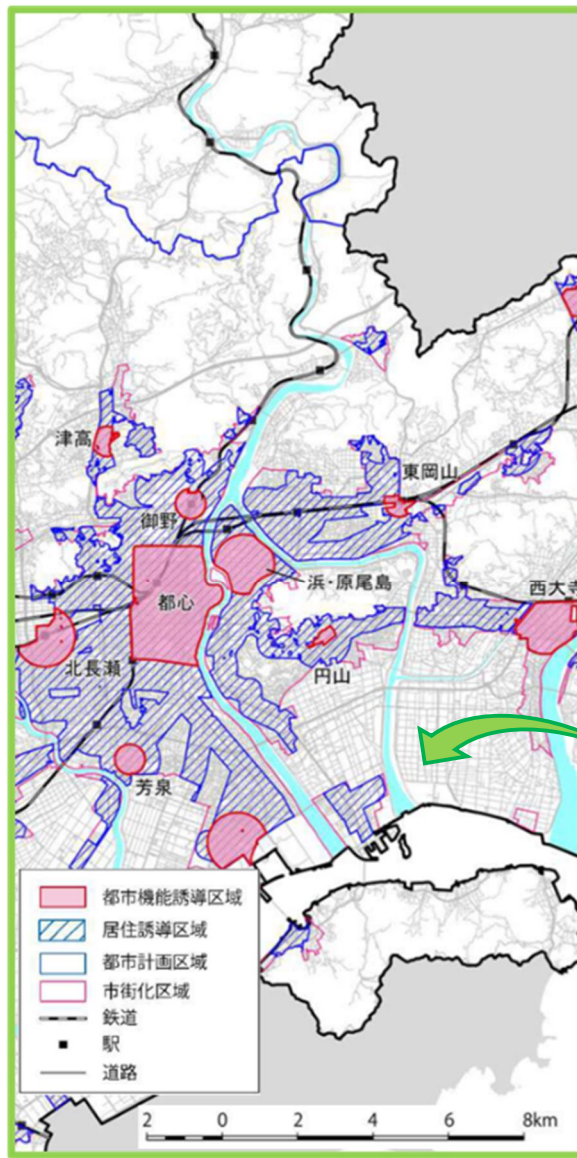 津高
東岡山
御野
浜・原尾島
西大寺
都心
北長瀬
円山
芳泉
都市機能誘導区域
居住誘導区域
都市計画区域
市街化区域
鉄道
駅
道路
2 0 2 4 6 8km